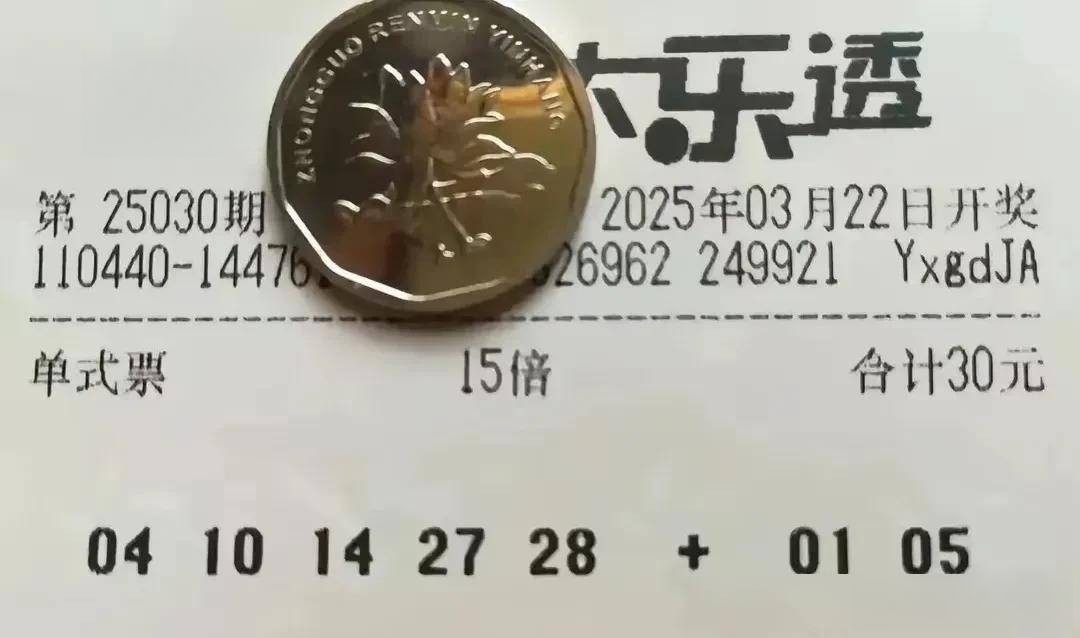 ZHONGGUO RENMIN YINHANG
大乐透
第 25030期 2025年03月22日开奖
110440-14476 26962 249921 YxgdJA
单式票 15倍 合计30元
04 10 14 27 28 + 01 05